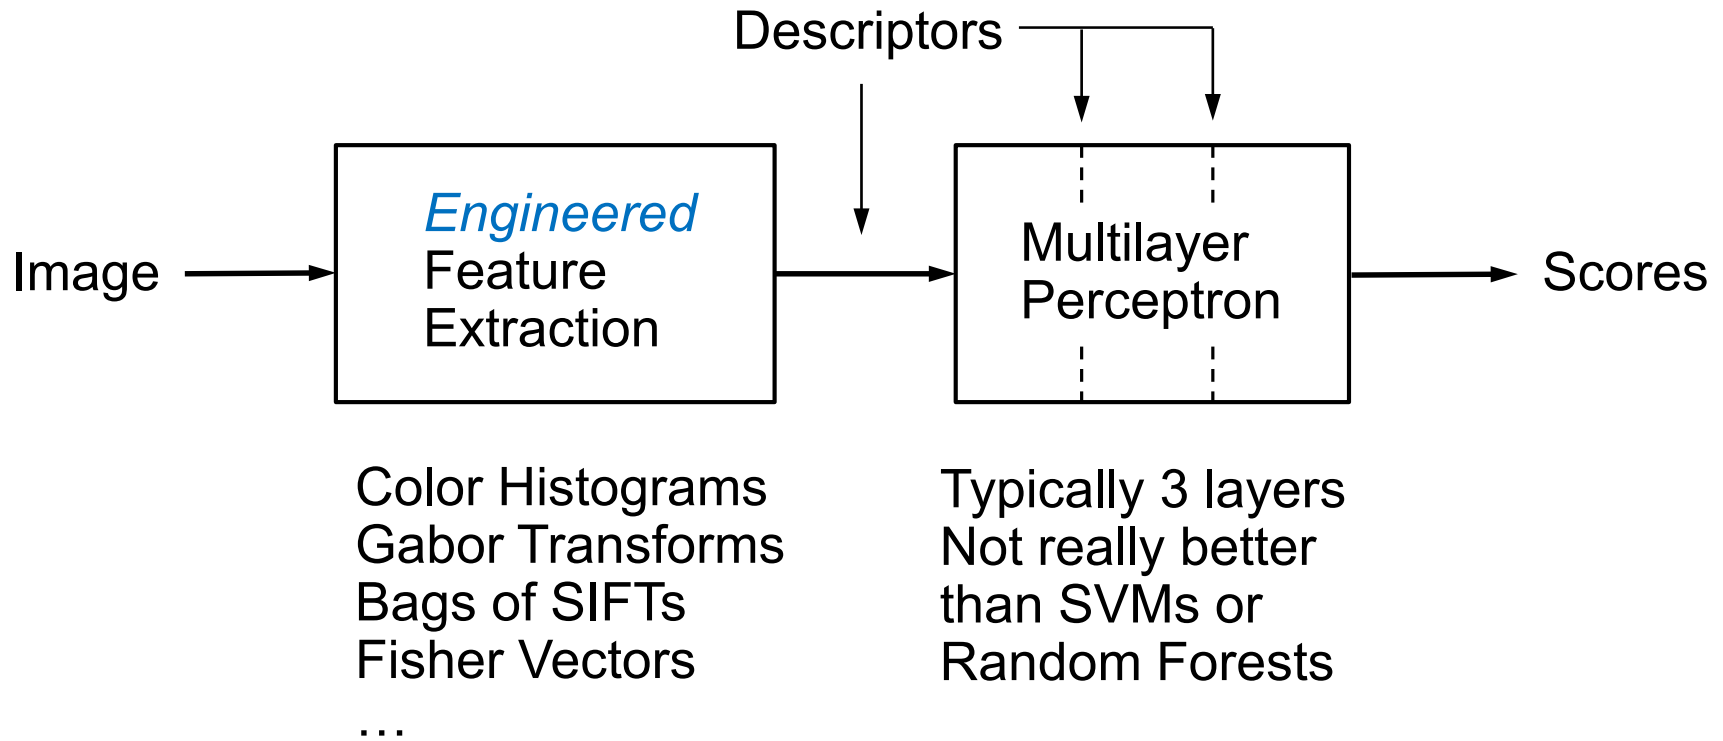 Descriptors
Image
Engineered
Feature
Extraction
Multilayer
Perceptron
Scores
Color Histograms
Gabor Transforms
Bags of SIFTs
Fisher Vectors
…
Typically 3 layers
Not really better
than SVMs or
Random Forests